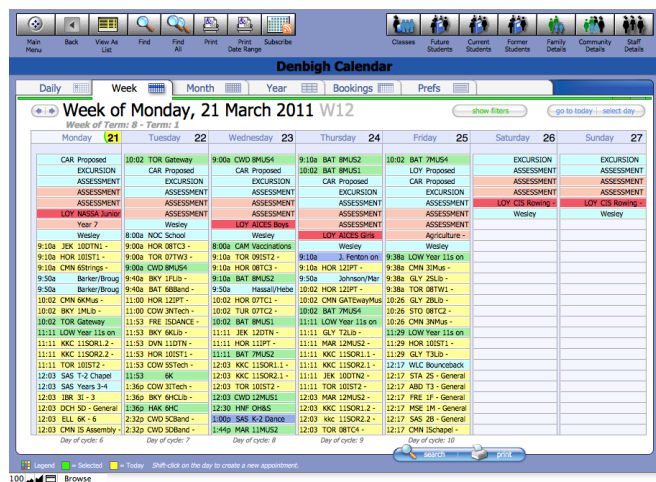 Main Menu
Back
View As List
Find
Find All
Print
Print Date Range
Subscribe
Classes
Future Students
Current Students
Former Students
Family Details
Community Details
Staff Details
Denbigh Calendar
Daily Week Month Year Bookings Prefs
Week of Monday, 21 March 2011 W12
show filters
go to today select day
Week of Term: 8 - Term: 1
Monday 21 Tuesday 22 Wednesday 23 Thursday 24 Friday 25 Saturday 26 Sunday 27
CAR Proposed 10:02 TOR Gateway 9:00a CWD 8MUS4 9:10a BAT 8MUS2 10:02 BAT 7MUS4 EXCURSION EXCURSION
EXCURSION CAR Proposed CAR Proposed 10:02 BAT 8MUS1 LOY Proposed ASSESSMENT ASSESSMENT
ASSESSMENT EXCURSION EXCURSION CAR Proposed CAR Proposed ASSESSMENT ASSESSMENT
ASSESSMENT ASSESSMENT ASSESSMENT EXCURSION EXCURSION ASSESSMENT ASSESSMENT
ASSESSMENT ASSESSMENT ASSESSMENT ASSESSMENT ASSESSMENT LOY CIS Rowing - LOY CIS Rowing -
LOY NASSA Junior ASSESSMENT ASSESSMENT ASSESSMENT ASSESSMENT Wesley Wesley
Year 7 Wesley LOY AICES Boys ASSESSMENT ASSESSMENT
Wesley 8:00a NOC School Wesley LOY AICES Girls Agriculture -
9:10a JEK 10DTN1 - 9:00a HOR 08TC3 - 8:00a CAM Vaccinations Wesley Wesley
9:10a HOR 10IST1 - 9:00a TOR 07TW3 - 9:10a TOR 09IST2 - 9:10a J. Fenton on 9:38a LOW Year 11s on
9:10a CMN 6Strings - 9:00a CWD 8MUS4 9:10a HOR 08TC3 - 9:10a HOR 12IPT - 9:38a CMN 3IMus -
9:50a Barker/Broug 9:40a BKY 1FLib - 9:10a BAT 8MUS2 9:50a Johnson/Mar 9:38a GLY 2SLib -
9:50a Barker/Broug 9:40a BAT 6BBand - 9:50a Hassall/Hebe 10:02 HOR 12IPT - 9:38a TOR 08TW1 -
10:02 CMN 6KMus - 11:00 HOR 12IPT - 10:02 HOR 07TC1 - 10:02 CMN GATEwayMus 10:26 GLY 2BLib -
10:02 BKY 1MLib - 11:00 COW 3NTech - 10:02 TUR 07TC2 - 10:02 BAT 7MUS4 10:26 STO 08TC2 -
10:02 TOR Gateway 11:53 FRE ISDANCE - 10:02 BAT 8MUS1 11:11 LOW Year 11s on 10:26 CMN 3NMus -
11:11 LOW Year 11s on 11:53 BKY 6KLib - 11:11 JEK 12DTN - 11:11 GLY T2Lib - 11:29 LOW Year 11s on
11:11 KKC 11SOR1.2 - 11:53 DVN 11DTN - 11:11 HOR 11IPT - 11:11 MAR 12MUS2 - 11:29 HOR 10IST1 -
11:11 KKC 11SOR2.2 - 11:53 HOR 10IST1 - 11:11 BAT 7MUS2 11:11 KKC 11SOR1.1 - 11:29 GLY T3Lib -
11:11 TOR 10IST2 - 11:53 COW 5STech - 12:03 KKC 11SOR1.1 - 11:11 KKC 11SOR2.1 - 12:17 WLC Bounceback
12:03 SAS T-2 Chapel 11:53 6K 12:03 KKC 11SOR2.1 - 11:11 JEK 10DTN2 - 12:17 STA 2S - General
12:03 SAS Years 3-4 1:36p COW 3ITech - 12:03 TOR 10IST2 - 11:11 TOR 10IST2 - 12:17 ABD T3 - General
12:03 IBR 3I - 3 1:36p BKY 6HLib - 12:03 CWD 12MUS1 12:03 MAR 12MUS2 - 12:17 FRE 1F - General
12:03 DCH 5D - General 1:36p HAK 6HC 12:30 HNF OH&S 12:03 KKC 11SOR1.2 - 12:17 MSE 1M - General
12:03 ELL 6K - 6 2:32p CWD 5CBand - 1:00p SAS K-2 Dance 12:03 kkc 11SOR2.2 - 12:17 SAS 2B - General
12:03 CMN IS Assembly - 2:32p CWD 5DBand - 1:44p MAR 11MUS2 12:03 TOR 08TC4 - 12:17 CMN ISchapel -
Day of cycle: 6 Day of cycle: 7 Day of cycle: 8 Day of cycle: 9 Day of cycle: 10
search print
Legend = Selected = Today Shift-click on the day to create a new appointment.
100 Browse